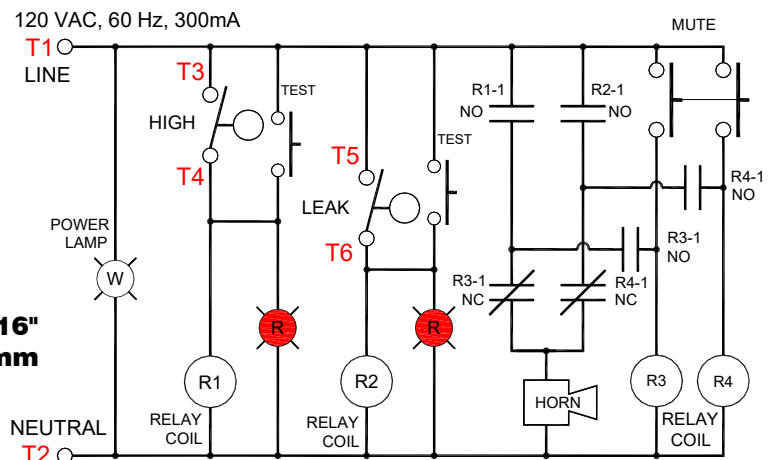 120 VAC, 60 Hz, 300mA
T1
LINE
MUTE
T3
TEST
HIGH
T4
R1-1
NO
R2-1
NO
TEST
T5
LEAK
T6
R4-1
NO
POWER
LAMP
W
R3-1
NO
R3-1
NC
R4-1
NC
16"
mm
R
R
R1
R2
HORN
R3
R4
RELAY
COIL
RELAY
COIL
RELAY
COIL
NEUTRAL
T2